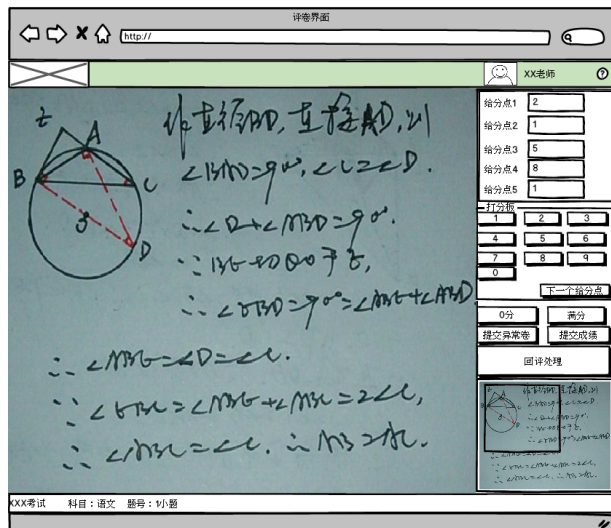 评卷界面
http://
XX老师
给分点1 2
给分点2 1
给分点3 5
给分点4 8
给分点5 1
打分板
1 2 3
4 5 6
7 8 9
0
下一个给分点
0分 满分
提交异常卷 提交成绩
回评处理
作直径BD,连接AD,则
∠BAD=90°,∠C=∠D.
∴∠D+∠ABD=90°.
∵BE切⊙O于B,
∴∠EBD=90°=∠ABE+∠ABD
∴∠ABE=∠D=∠C.
∵∠EBC=∠ABE+∠ABC=2∠C,
∴∠ABC=∠C.∴AB=AC.
E
A
B
C
O
D
XXX考试 科目：语文 题号：1小题